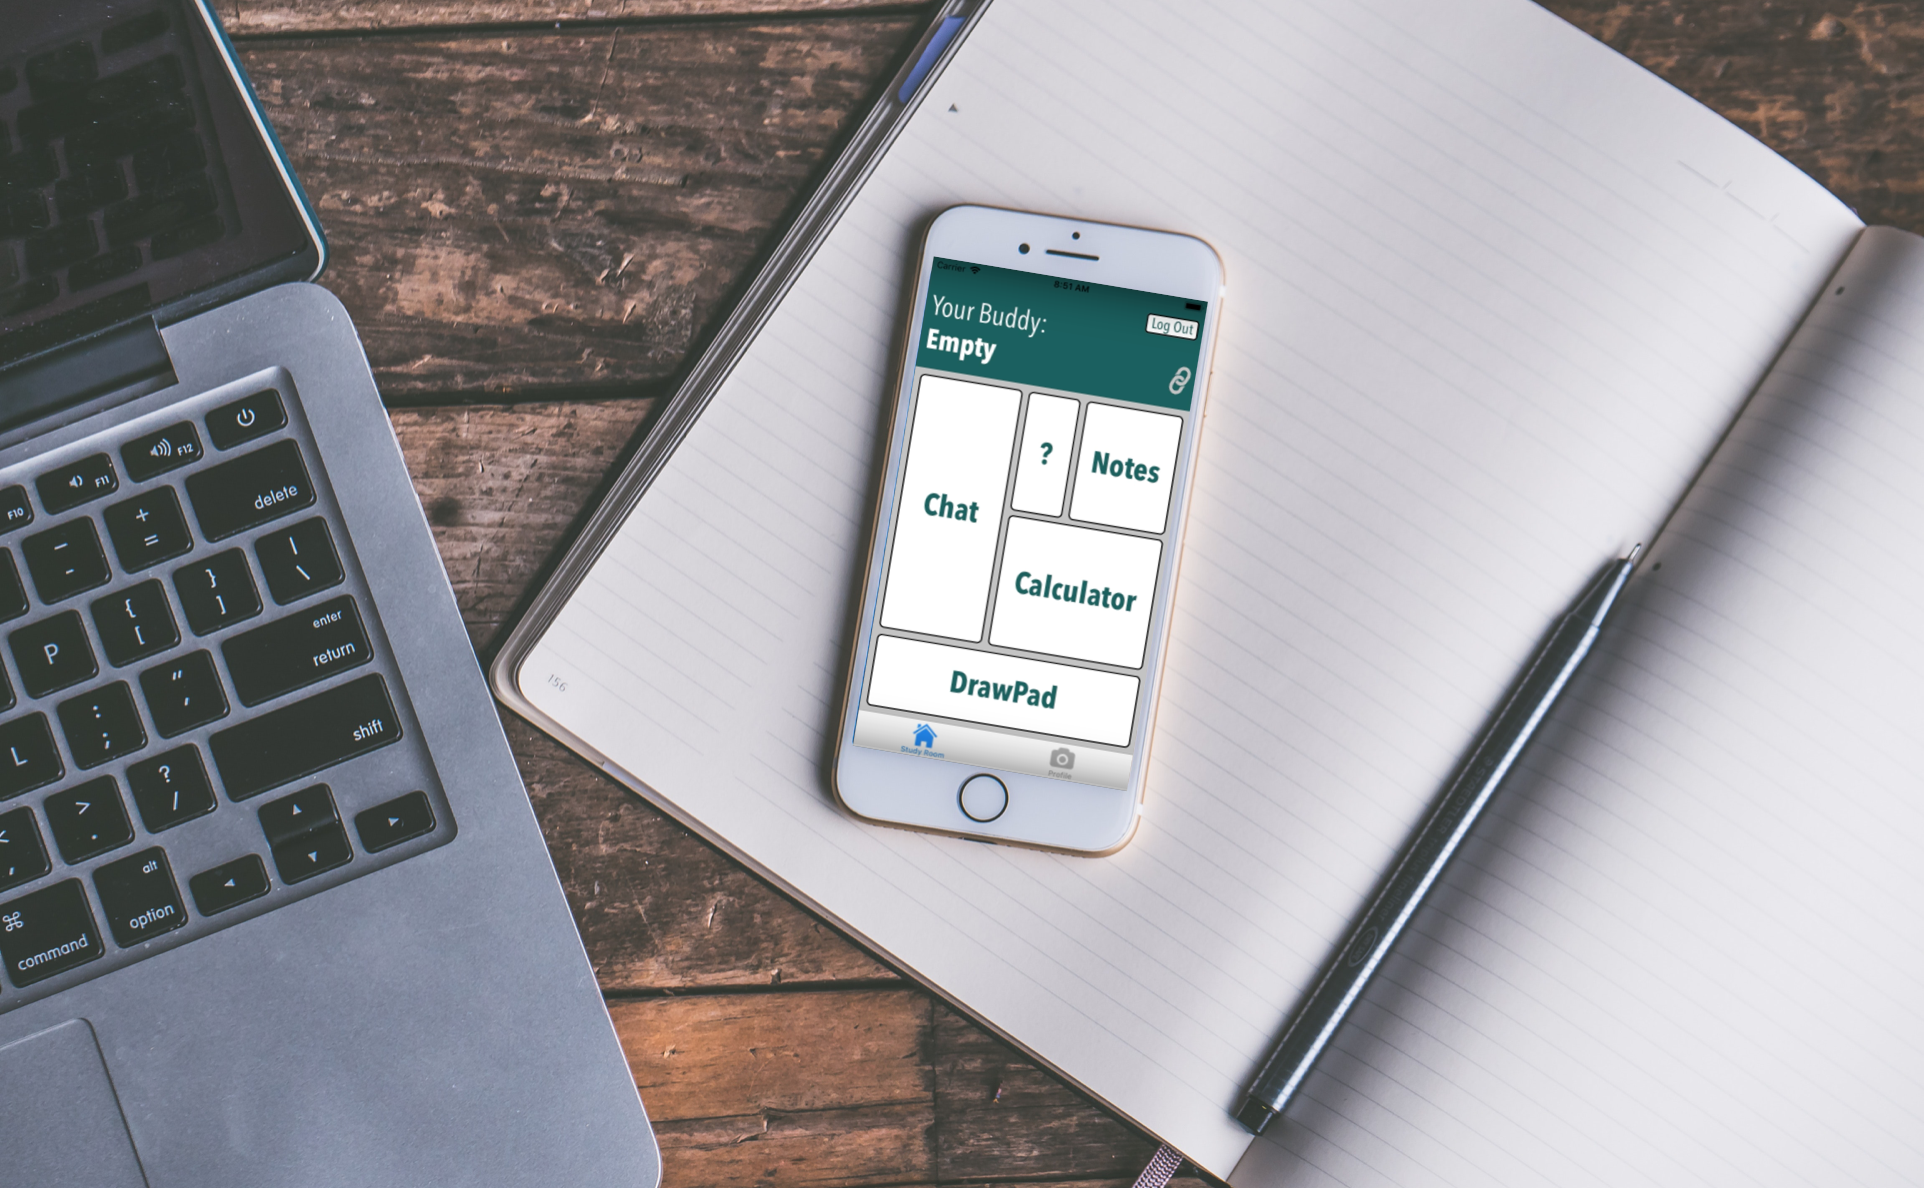 Carrier
8:51 AM
Your Buddy:
Log Out
Empty
Chat
?
Notes
Calculator
DrawPad
Study Room
Profile
F10
F11
F12
delete
+
=
–
-
|
\
}
]
{
[
P
enter
return
"
'
:
;
L
shift
?
/
>
.
<
,
alt
option
⌘
command
156